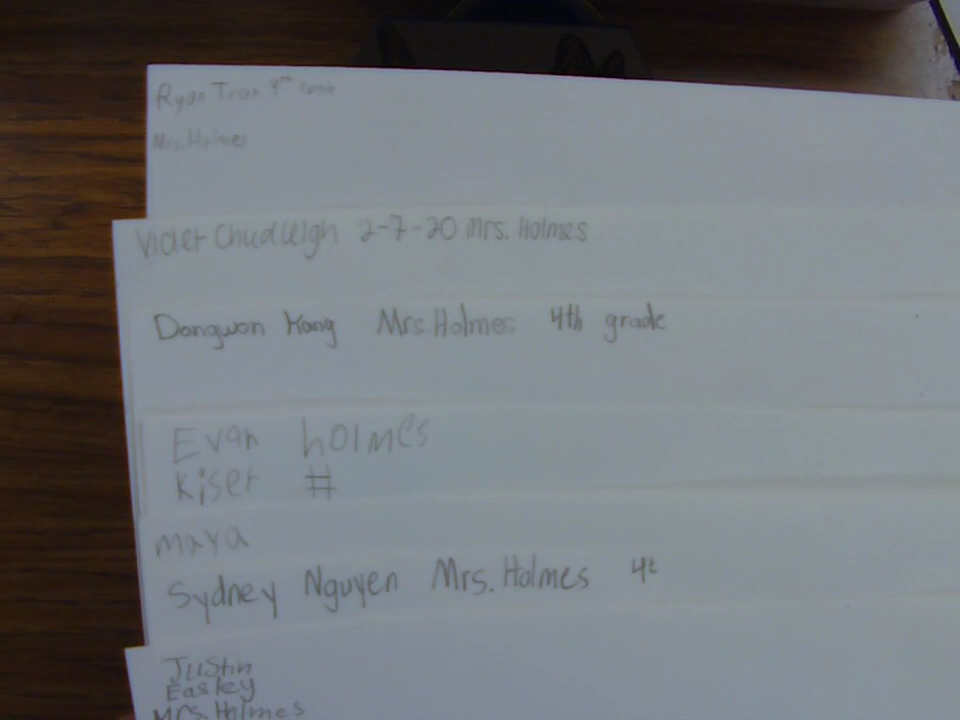 Ryan Tran 4th Grade
Mrs. Holmes
Violet Chudleigh 2-7-20 Mrs. Holmes
Dongwon Kang Mrs. Holmes 4th grade
Evan holmes
Kiser #
maya
Sydney Nguyen Mrs. Holmes 4t
Justin
Easley
Mrs. Holmes